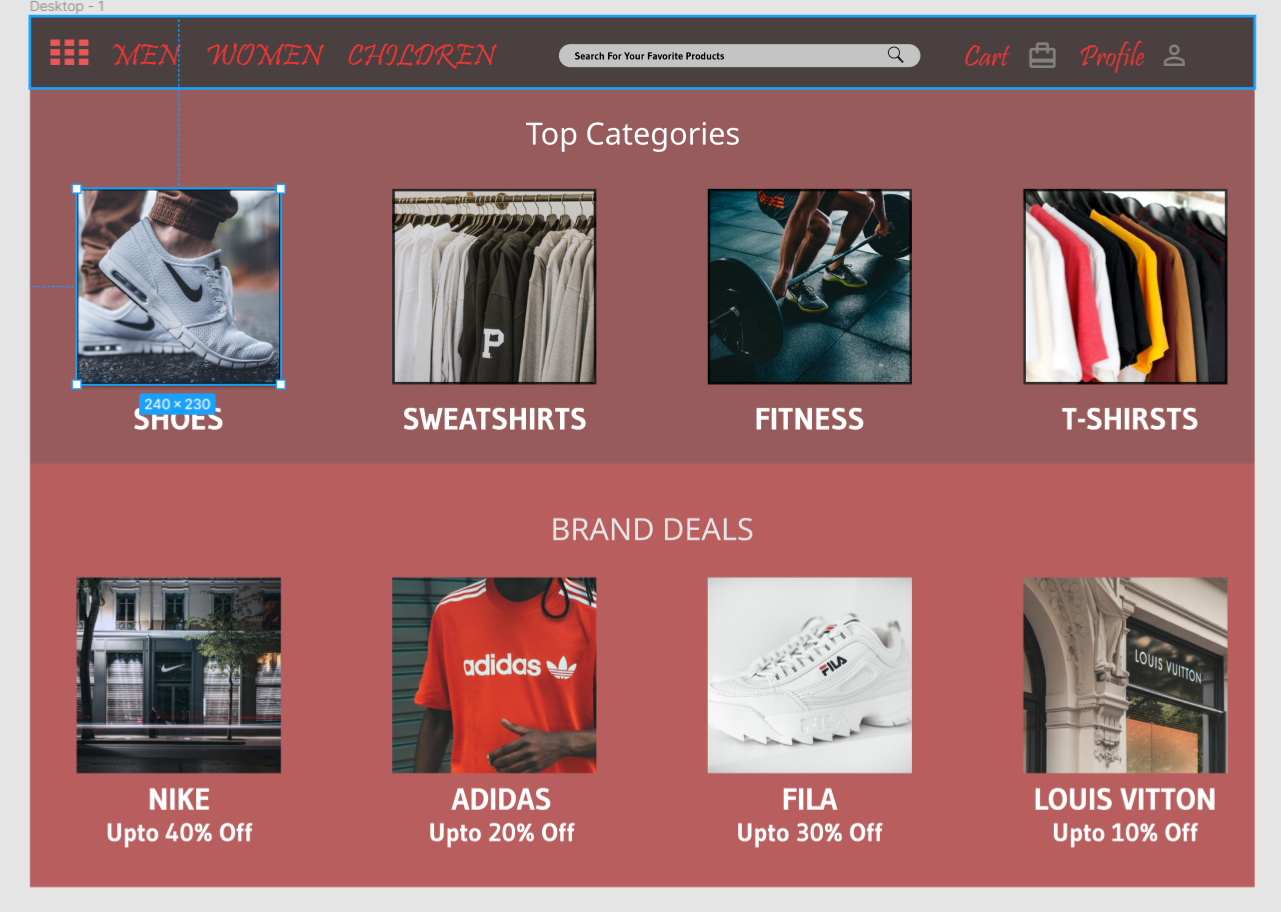 Desktop - 1
MEN WOMEN CHILDREN Search For Your Favorite Products Cart Profile
Top Categories
P
240 × 230
SHOES SWEATSHIRTS FITNESS T-SHIRSTS
BRAND DEALS
adidas FILA LOUIS VUITTON
NIKE ADIDAS FILA LOUIS VITTON
Upto 40% Off Upto 20% Off Upto 30% Off Upto 10% Off